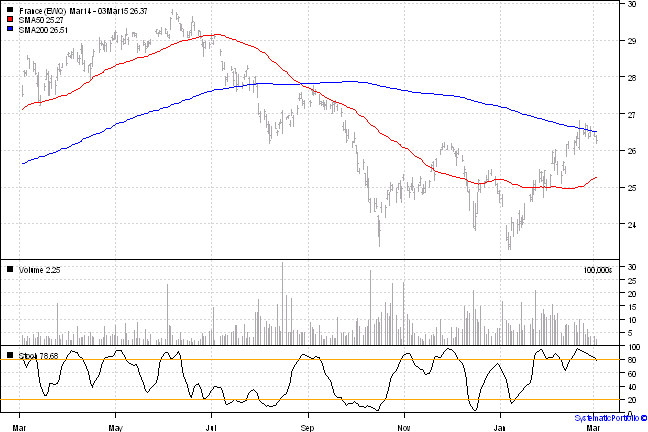 France (EWQ) Mar14 - 03Mar15 26.37
SMA50 25.27
SMA200 26.51
30
29
28
27
26
25
24
Volume 2.25
100,000s
30
25
20
15
10
5
Stoch 78.68
100
80
60
40
20
0
Mar May Jul Sep Nov Jan Mar
SystematicPortfolio ©